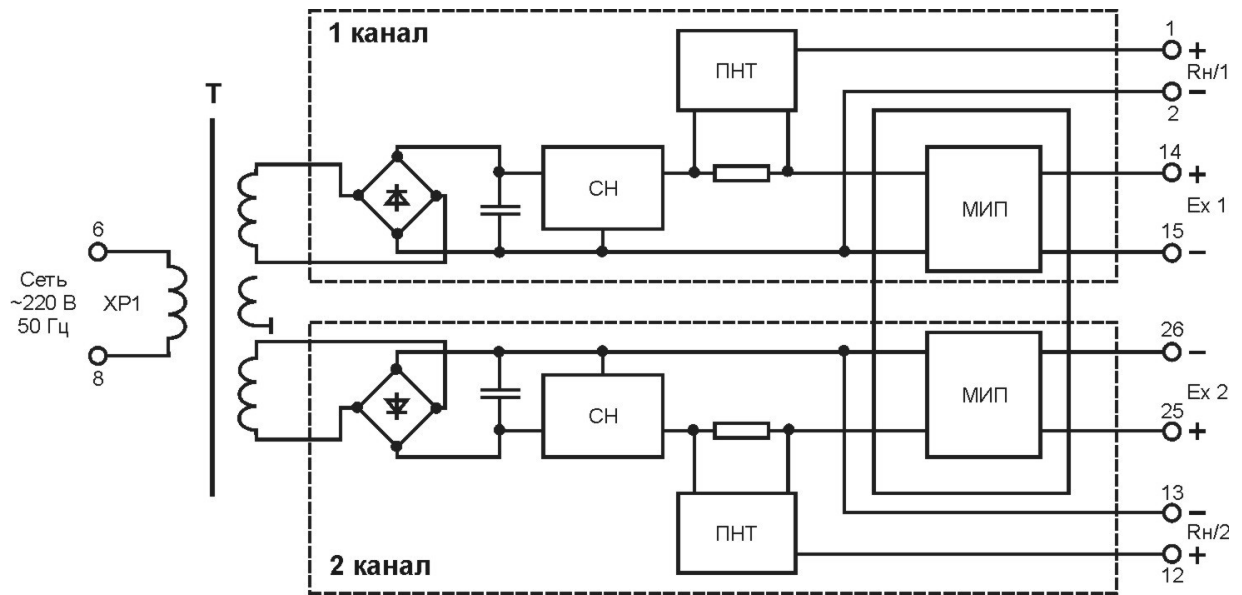 1 канал
ПНТ
1
+
Rн/1
–
2
Т
СН
МИП
14
+
Ex 1
15
–
6
Сеть
~220 В
50 Гц
ХР1
8
СН
МИП
26
–
Ex 2
25
+
ПНТ
13
–
Rн/2
+
12
2 канал